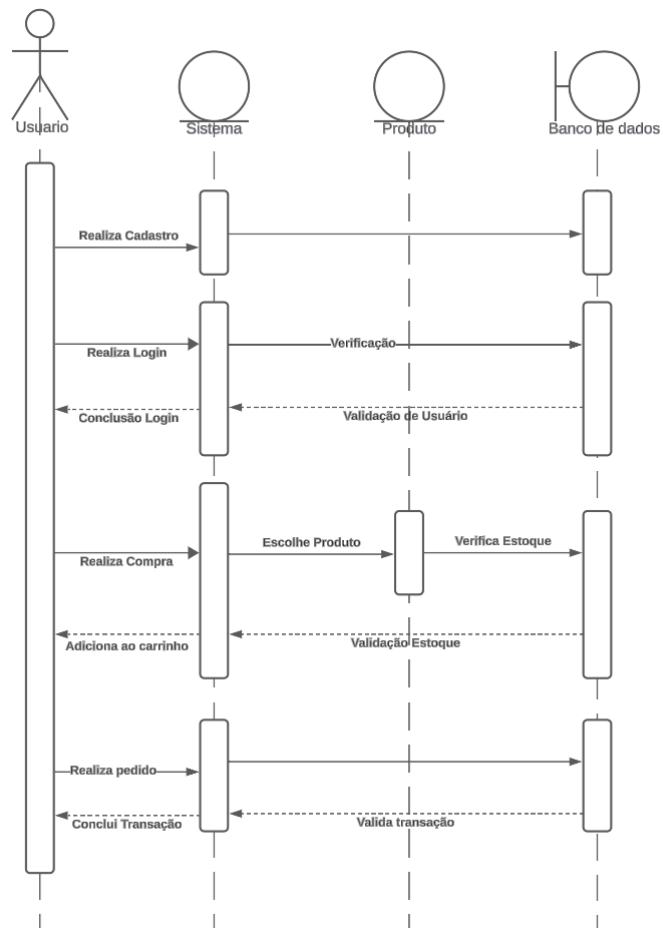 Usuario
Sistema
Produto
Banco de dados
Realiza Cadastro
Realiza Login
Verificação
Conclusão Login
Validação de Usuário
Realiza Compra
Escolhe Produto
Verifica Estoque
Adiciona ao carrinho
Validação Estoque
Realiza pedido
Conclui Transação
Valida transação